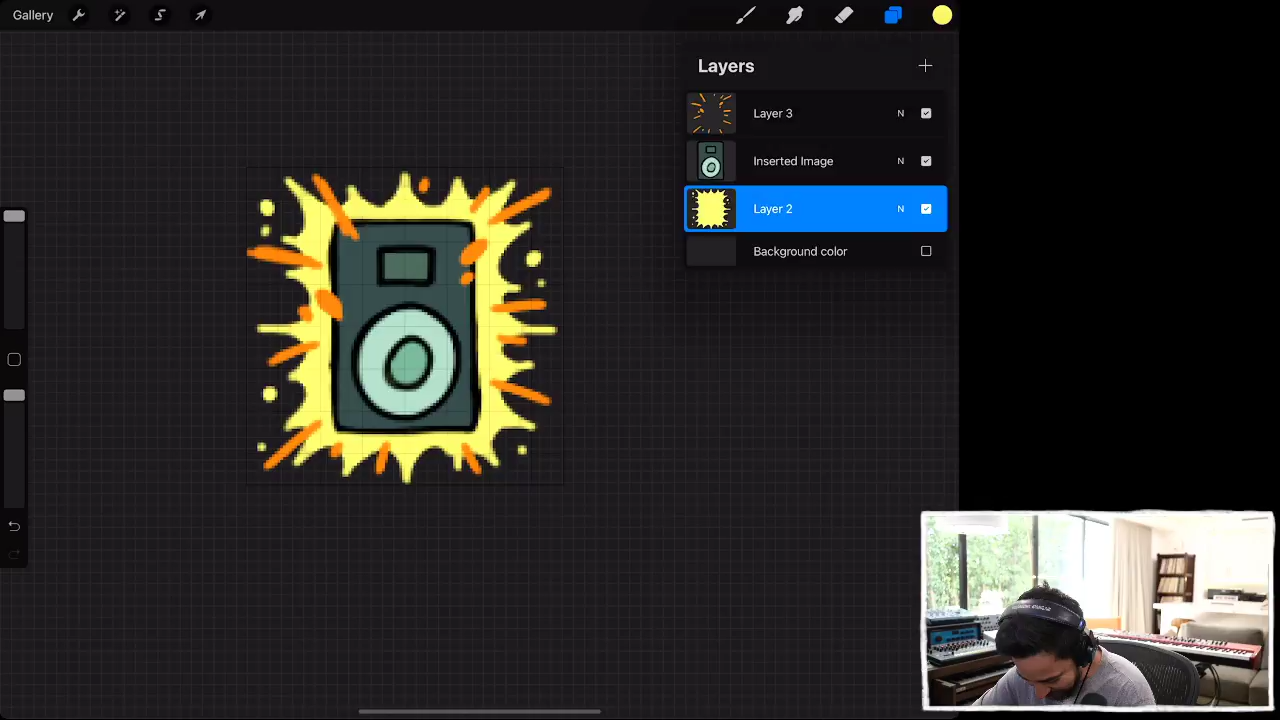 Gallery
Layers
Layer 3 N
Inserted Image N
Layer 2 N
Background color